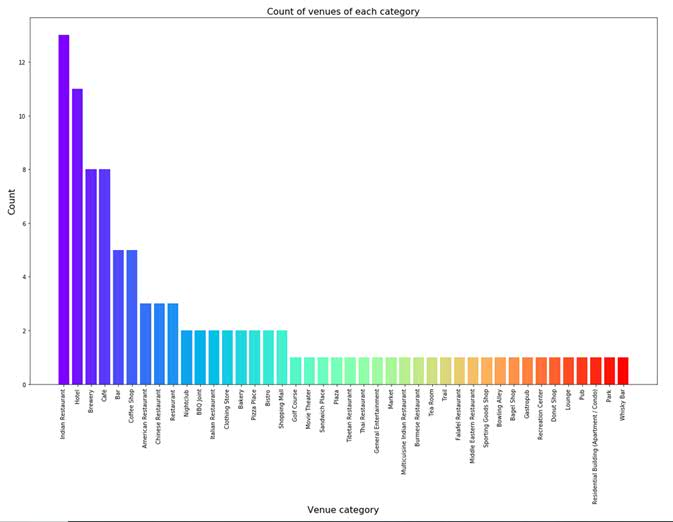 Count of venues of each category
Count
12
10
8
6
4
2
0
Indian Restaurant
Hotel
Brewery
Café
Bar
Coffee Shop
American Restaurant
Chinese Restaurant
Restaurant
Nightclub
BBQ Joint
Italian Restaurant
Clothing Store
Bakery
Pizza Place
Bistro
Shopping Mall
Golf Course
Movie Theater
Sandwich Place
Plaza
Tibetan Restaurant
Thai Restaurant
General Entertainment
Market
Multicuisine Indian Restaurant
Burmese Restaurant
Tea Room
Trail
Falafel Restaurant
Middle Eastern Restaurant
Sporting Goods Shop
Bowling Alley
Bagel Shop
Gastropub
Recreation Center
Donut Shop
Lounge
Pub
Residential Building (Apartment / Condo)
Park
Whisky Bar
Venue category